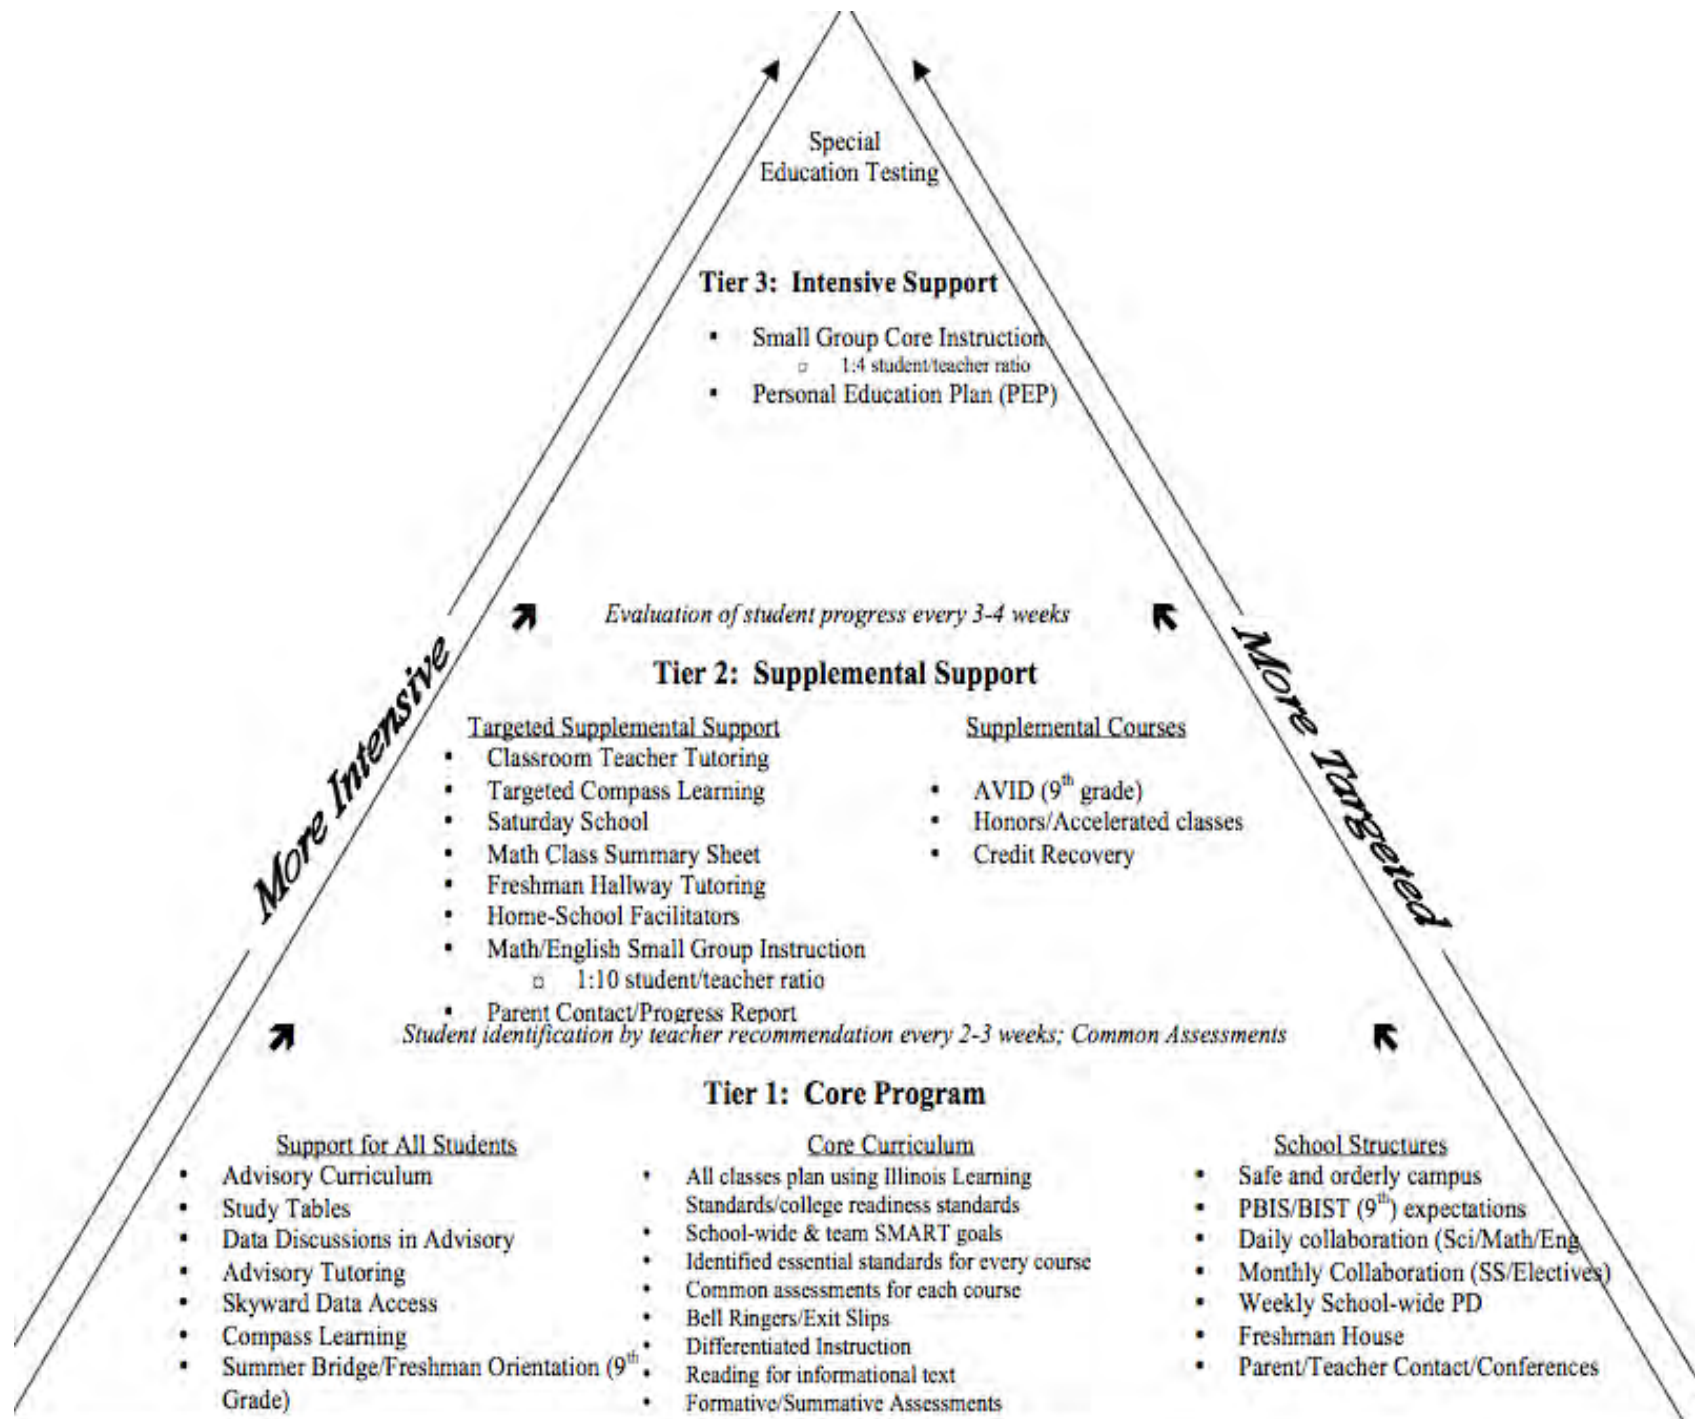 Special
Education Testing
Tier 3: Intensive Support
▪ Small Group Core Instruction
▫ 1:4 student/teacher ratio
▪ Personal Education Plan (PEP)
Evaluation of student progress every 3-4 weeks
More Intensive
More Targeted
Tier 2: Supplemental Support
Targeted Supplemental Support
▪ Classroom Teacher Tutoring
▪ Targeted Compass Learning
▪ Saturday School
▪ Math Class Summary Sheet
▪ Freshman Hallway Tutoring
▪ Home-School Facilitators
▪ Math/English Small Group Instruction
▫ 1:10 student/teacher ratio
▪ Parent Contact/Progress Report
Supplemental Courses
▪ AVID (9th grade)
▪ Honors/Accelerated classes
▪ Credit Recovery
Student identification by teacher recommendation every 2-3 weeks; Common Assessments
Tier 1: Core Program
Support for All Students
▪ Advisory Curriculum
▪ Study Tables
▪ Data Discussions in Advisory
▪ Advisory Tutoring
▪ Skyward Data Access
▪ Compass Learning
▪ Summer Bridge/Freshman Orientation (9th
Grade)
Core Curriculum
▪ All classes plan using Illinois Learning
Standards/college readiness standards
▪ School-wide & team SMART goals
▪ Identified essential standards for every course
▪ Common assessments for each course
▪ Bell Ringers/Exit Slips
▪ Differentiated Instruction
▪ Reading for informational text
▪ Formative/Summative Assessments
School Structures
▪ Safe and orderly campus
▪ PBIS/BIST (9th) expectations
▪ Daily collaboration (Sci/Math/Eng
▪ Monthly Collaboration (SS/Electives)
▪ Weekly School-wide PD
▪ Freshman House
▪ Parent/Teacher Contact/Conferences